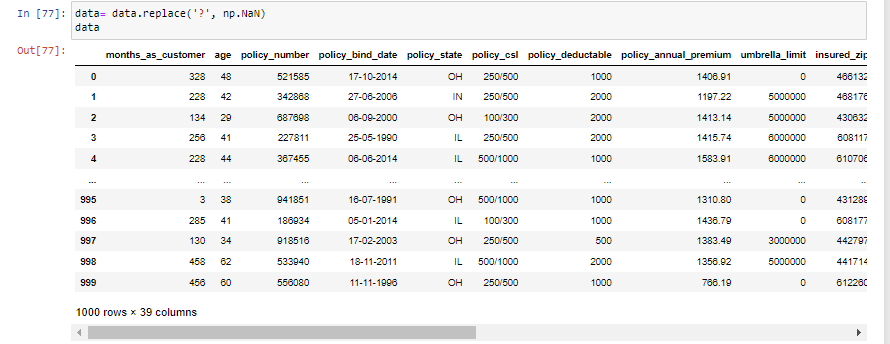 In [77]: data= data.replace('?', np.NaN)
data
Out[77]:
months_as_customer age policy_number policy_bind_date policy_state policy_csl policy_deductable policy_annual_premium umbrella_limit insured_zip
0 328 48 521585 17-10-2014 OH 250/500 1000 1406.91 0 466132
1 228 42 342868 27-06-2006 IN 250/500 2000 1197.22 5000000 468176
2 134 29 687698 06-09-2000 OH 100/300 2000 1413.14 5000000 430632
3 256 41 227811 25-05-1990 IL 250/500 2000 1415.74 6000000 608117
4 228 44 367455 06-06-2014 IL 500/1000 1000 1583.91 6000000 610706
... ... ... ... ... ... ... ... ... ... ..
995 3 38 941851 16-07-1991 OH 500/1000 1000 1310.80 0 431289
996 285 41 186934 05-01-2014 IL 100/300 1000 1436.79 0 608177
997 130 34 918516 17-02-2003 OH 250/500 500 1383.49 3000000 442797
998 458 62 533940 18-11-2011 IL 500/1000 2000 1356.92 5000000 441714
999 456 60 556080 11-11-1996 OH 250/500 1000 766.19 0 612260
1000 rows × 39 columns